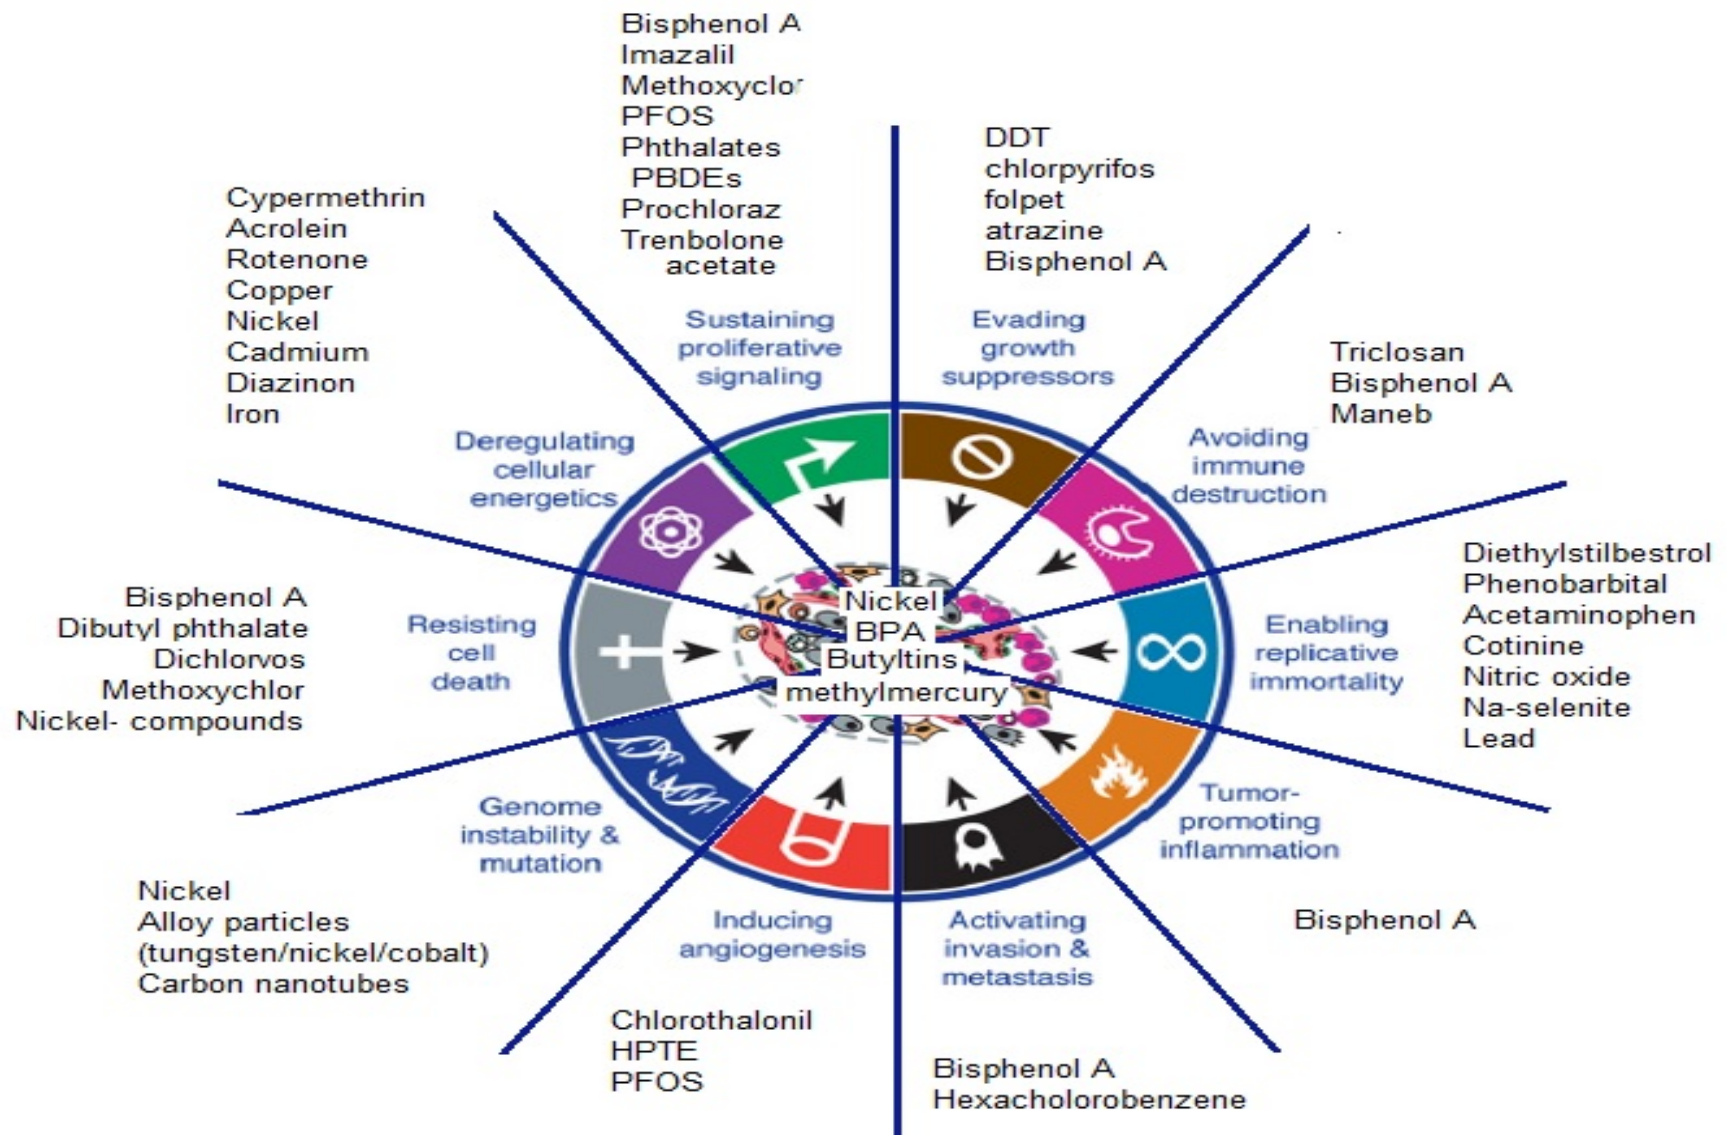 Bisphenol A
Imazalil
Methoxyclor
PFOS
Phthalates
PBDEs
Prochloraz
Trenbolone
acetate
Sustaining
proliferative
signaling
DDT
chlorpyrifos
folpet
atrazine
Bisphenol A
Evading
growth
suppressors
Triclosan
Bisphenol A
Maneb
Avoiding
immune
destruction
Diethylstilbestrol
Phenobarbital
Acetaminophen
Cotinine
Nitric oxide
Na-selenite
Lead
Enabling
replicative
immortality
Tumor-
promoting
inflammation
Bisphenol A
Activating
invasion &
metastasis
Bisphenol A
Hexacholorobenzene
Inducing
angiogenesis
Chlorothalonil
HPTE
PFOS
Genome
instability &
mutation
Nickel
Alloy particles
(tungsten/nickel/cobalt)
Carbon nanotubes
Resisting
cell
death
Bisphenol A
Dibutyl phthalate
Dichlorvos
Methoxychlor
Nickel- compounds
Deregulating
cellular
energetics
Cypermethrin
Acrolein
Rotenone
Copper
Nickel
Cadmium
Diazinon
Iron
Nickel
BPA
Butyltins
methylmercury